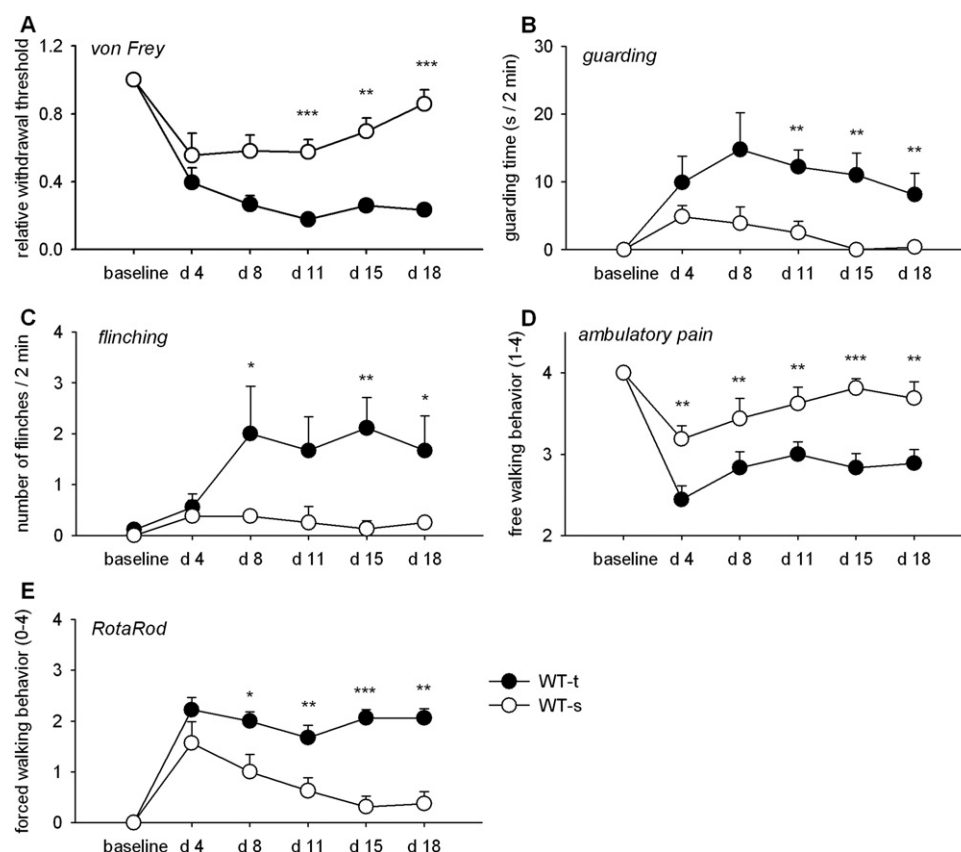 A
von Frey
relative withdrawal threshold
1.2
0.8
0.4
0.0
*** ** ***
baseline d 4 d 8 d 11 d 15 d 18
B
guarding
guarding time (s / 2 min)
30
20
10
0
** ** **
baseline d 4 d 8 d 11 d 15 d 18
C
flinching
number of flinches / 2 min
4
3
2
1
0
* ** *
baseline d 4 d 8 d 11 d 15 d 18
D
ambulatory pain
free walking behavior (1-4)
4
3
2
** ** ** *** **
baseline d 4 d 8 d 11 d 15 d 18
E
RotaRod
forced walking behavior (0-4)
4
3
2
1
0
* ** *** **
baseline d 4 d 8 d 11 d 15 d 18
WT-t
WT-s